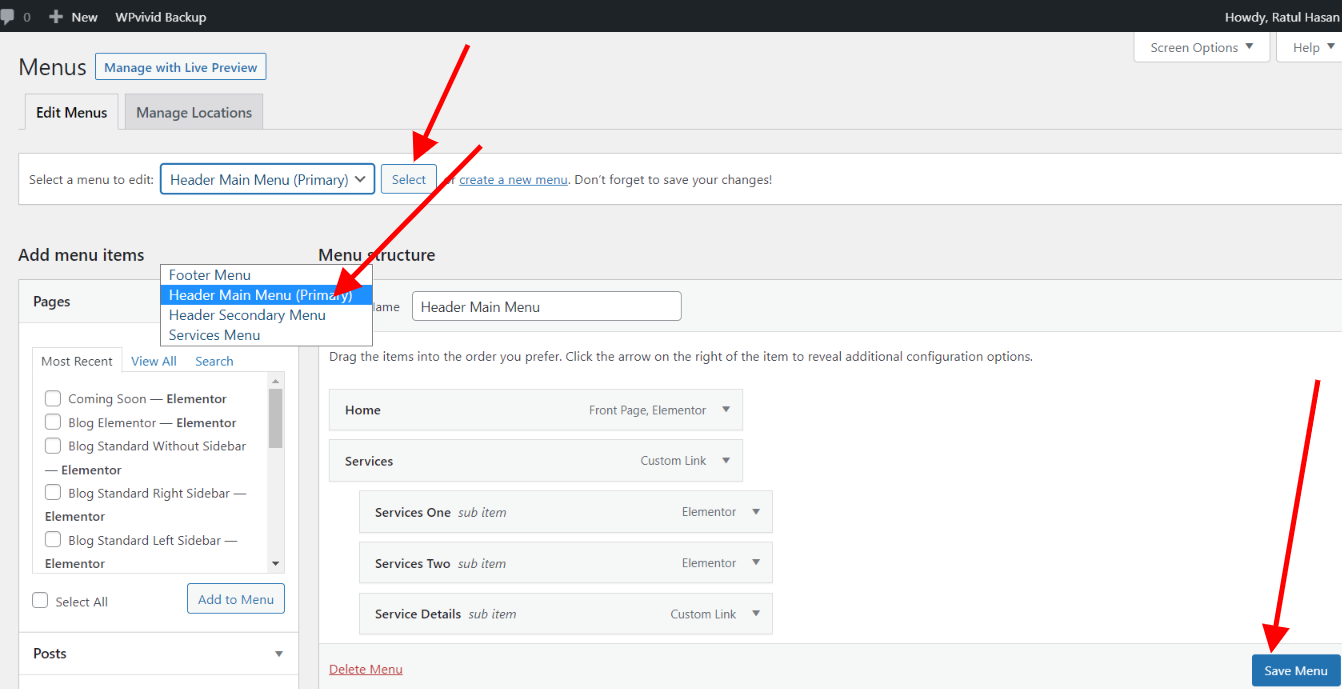 0 New WPvivid Backup Howdy, Ratul Hasan
Screen Options Help
Menus Manage with Live Preview
Edit Menus Manage Locations
Select a menu to edit: Header Main Menu (Primary) Select or create a new menu. Don't forget to save your changes!
Add menu items
Menu structure
Footer Menu
Header Main Menu (Primary)
Header Secondary Menu
Services Menu
Pages
Most Recent View All Search
Coming Soon — Elementor
Blog Elementor — Elementor
Blog Standard Without Sidebar
— Elementor
Blog Standard Right Sidebar —
Elementor
Blog Standard Left Sidebar —
Elementor
Select All Add to Menu
Posts
Header Main Menu
Drag the items into the order you prefer. Click the arrow on the right of the item to reveal additional configuration options.
Home Front Page, Elementor
Services Custom Link
Services One sub item Elementor
Services Two sub item Elementor
Service Details sub item Custom Link
Delete Menu Save Menu